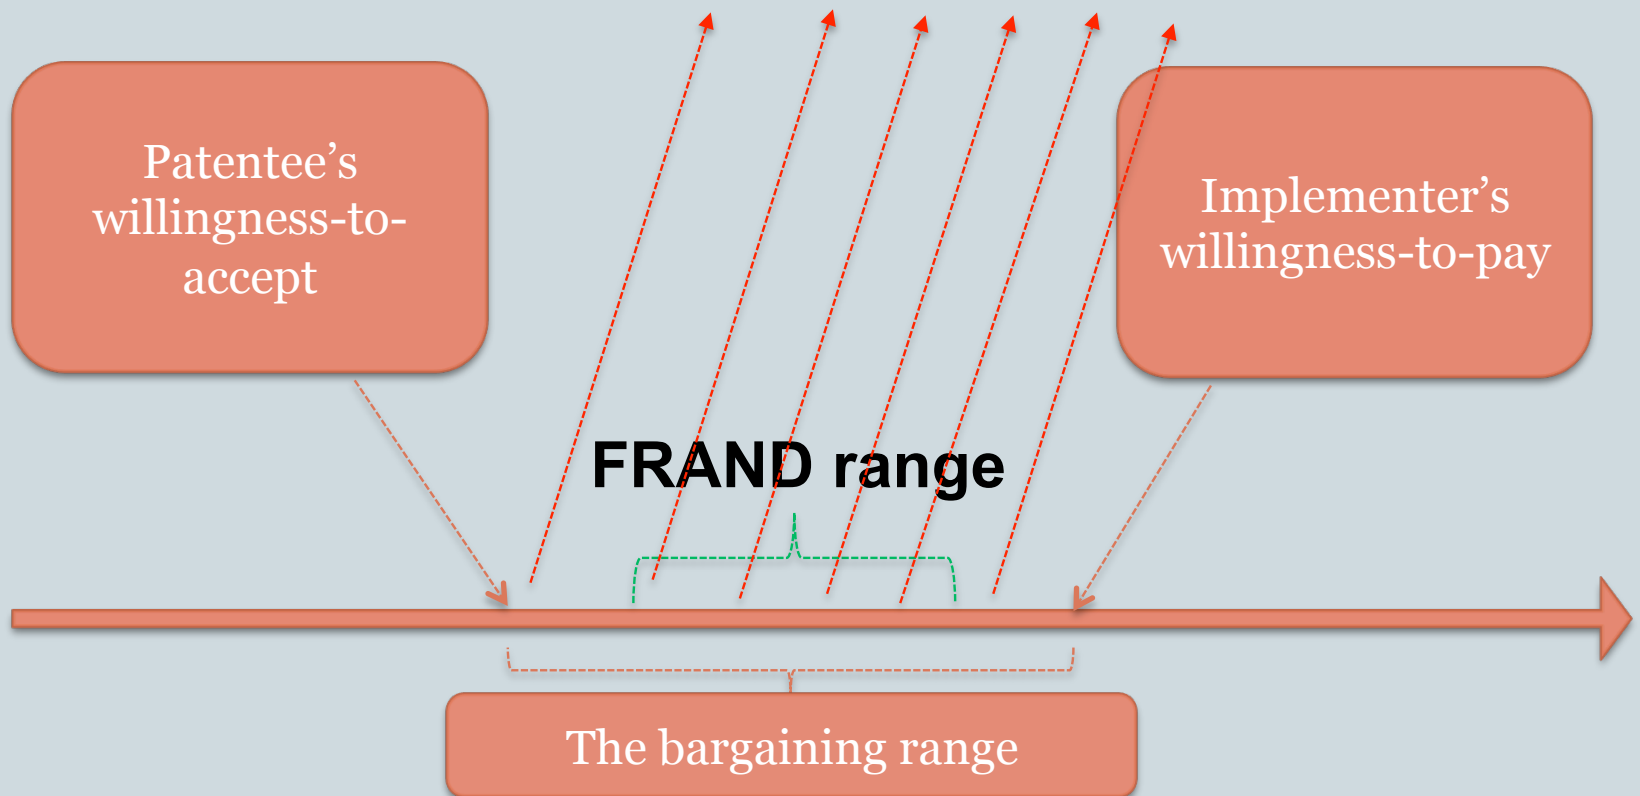 Patentee’s
willingness-to-
accept
Implementer’s
willingness-to-pay
FRAND range
The bargaining range